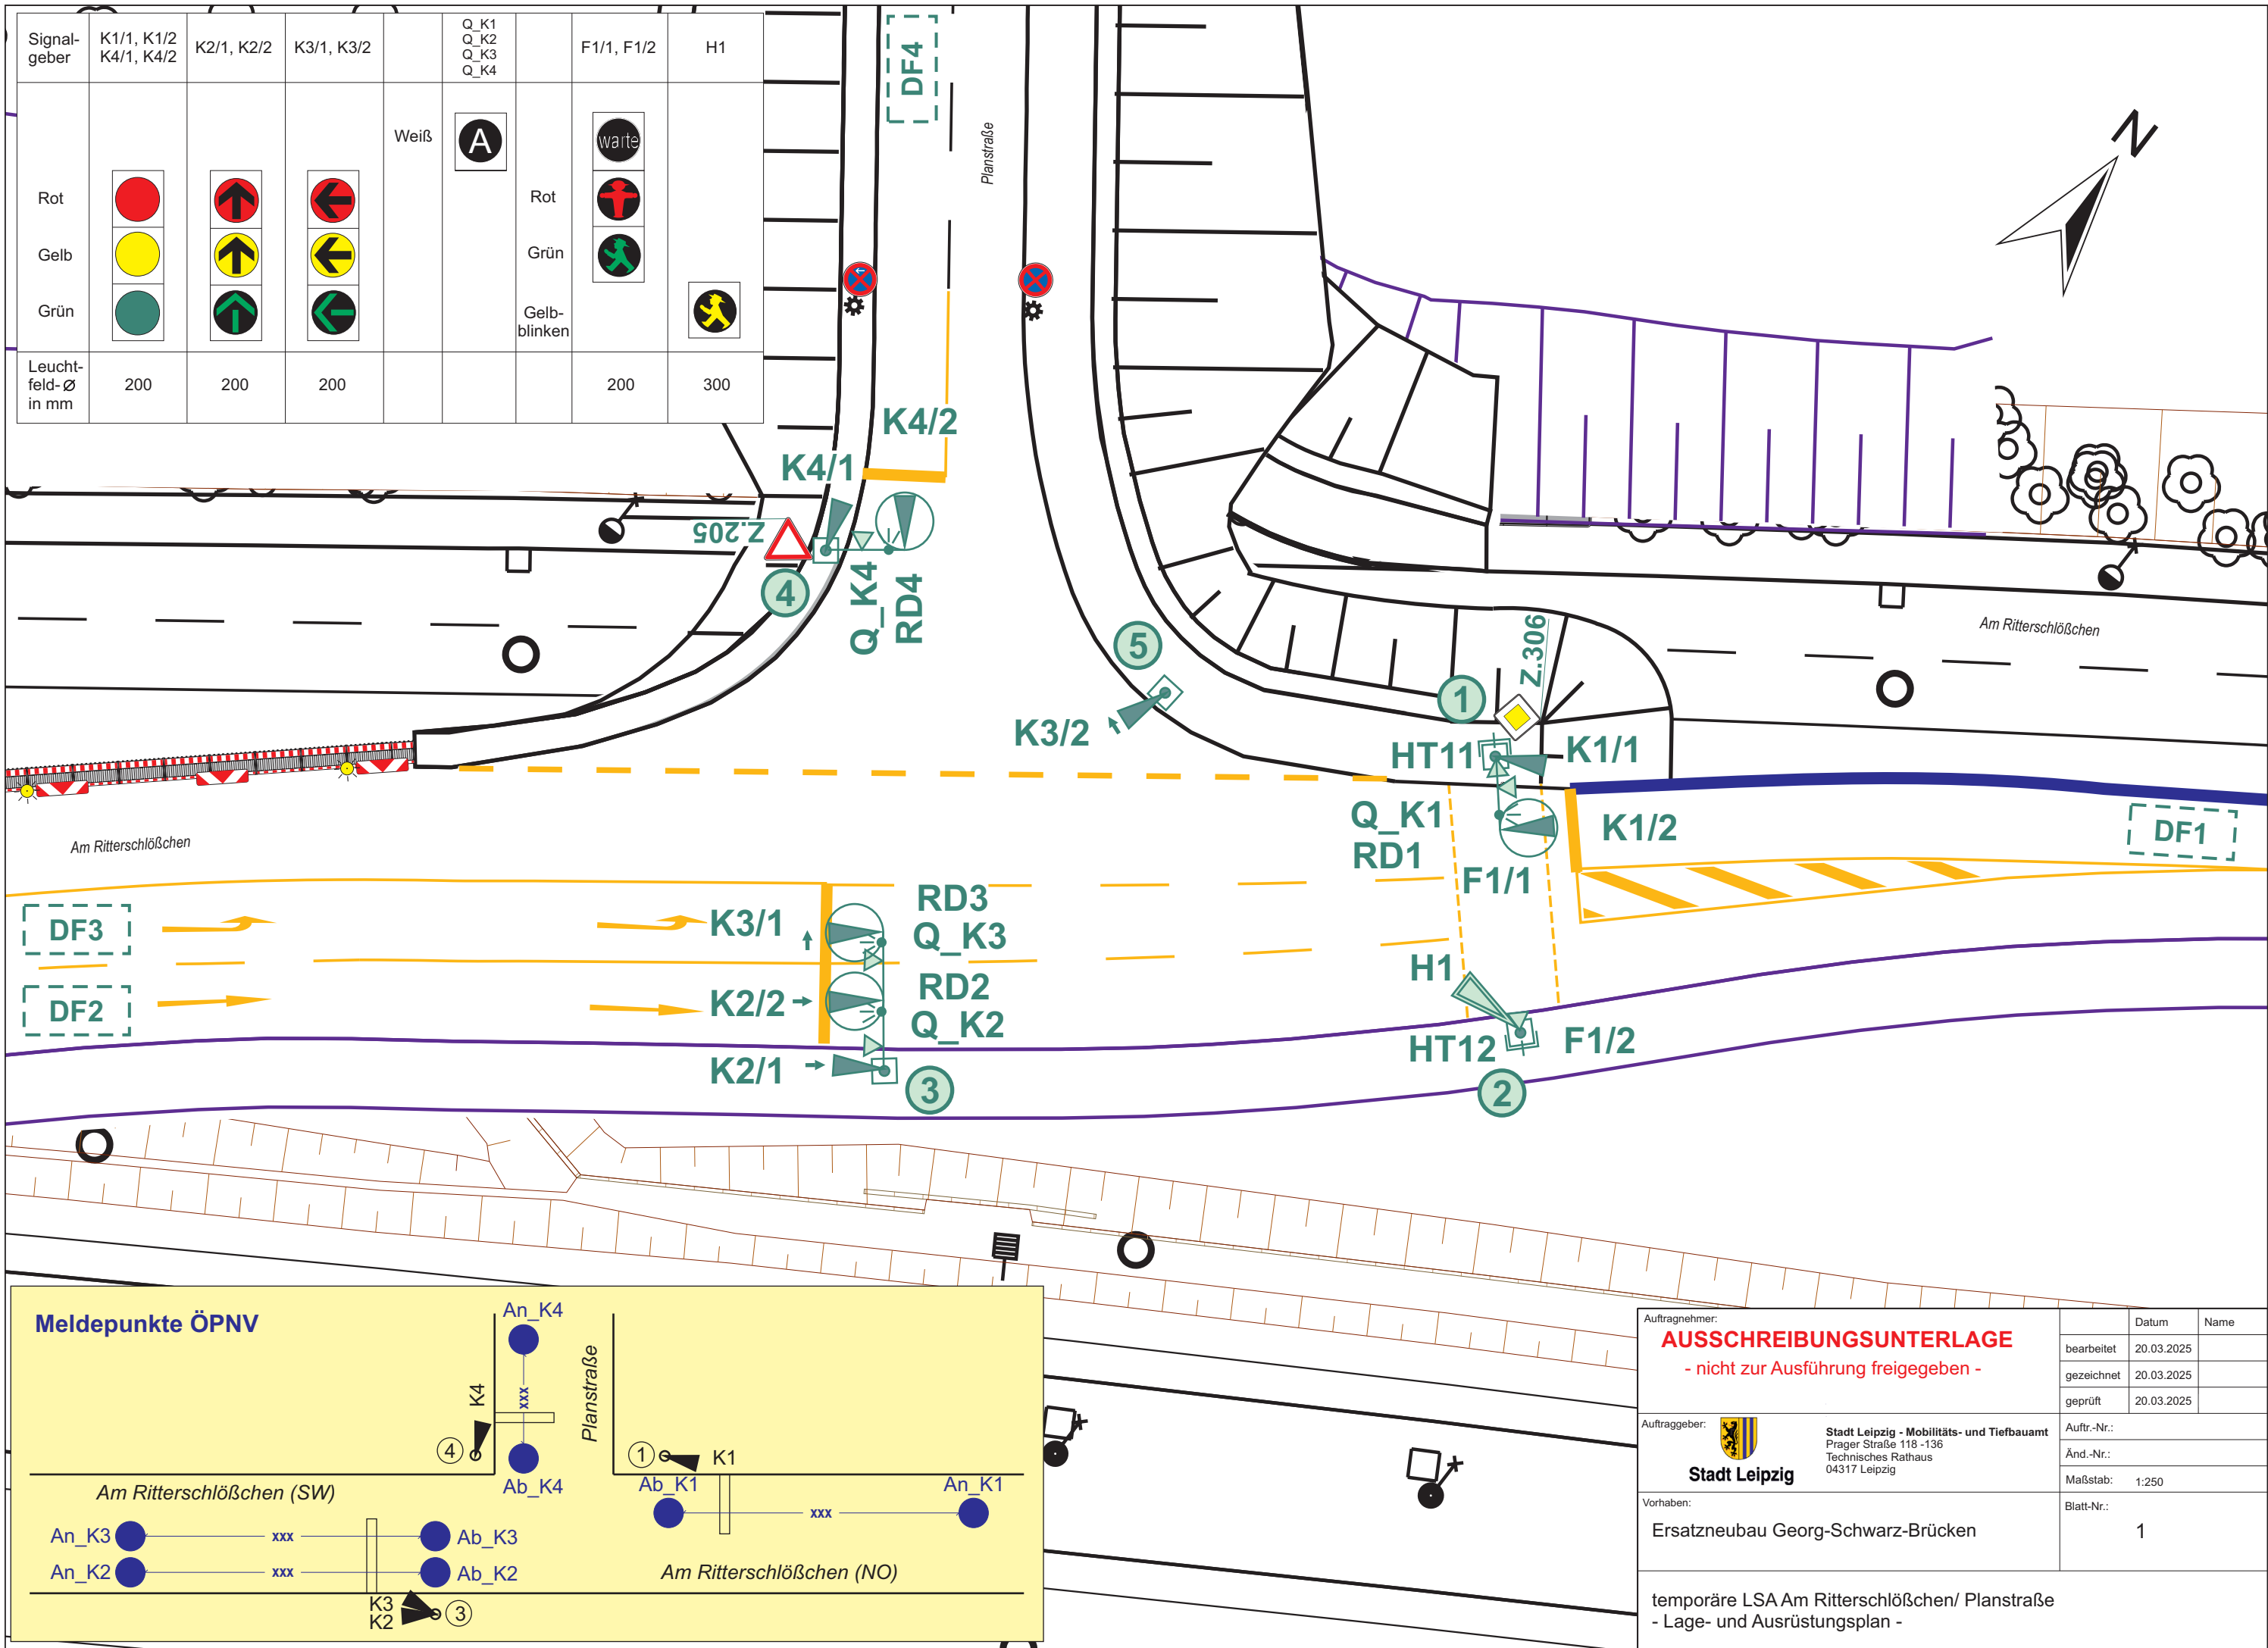 Signal-
geber
K1/1, K1/2
K4/1, K4/2
K2/1, K2/2
K3/1, K3/2
Q_K1
Q_K2
Q_K3
Q_K4
F1/1, F1/2
H1
Weiß
A
warte
Rot
Rot
Gelb
Grün
Grün
Gelb-
blinken
Leucht-
feld-Ø
in mm
200
200
200
200
300
DF4
Planstraße
N
K4/2
K4/1
Z.205
4
Q_K4
RD4
5
K3/2
1
Z.306
HT11
K1/1
Q_K1
RD1
K1/2
F1/1
DF1
Am Ritterschlößchen
Am Ritterschlößchen
DF3
K3/1
RD3
Q_K3
DF2
K2/2
RD2
Q_K2
K2/1
3
H1
HT12
F1/2
2
Meldepunkte ÖPNV
An_K4
K4
xxx
Planstraße
4
Ab_K4
1
K1
Ab_K1
An_K1
xxx
Am Ritterschlößchen (SW)
An_K3
xxx
Ab_K3
An_K2
xxx
Ab_K2
Am Ritterschlößchen (NO)
K3
K2
3
Auftragnehmer:
AUSSCHREIBUNGSUNTERLAGE
- nicht zur Ausführung freigegeben -
Datum
Name
bearbeitet
20.03.2025
gezeichnet
20.03.2025
geprüft
20.03.2025
Auftraggeber:
Stadt Leipzig
Stadt Leipzig - Mobilitäts- und Tiefbauamt
Prager Straße 118 -136
Technisches Rathaus
04317 Leipzig
Auftr.-Nr.:
Änd.-Nr.:
Maßstab:
1:250
Vorhaben:
Ersatzneubau Georg-Schwarz-Brücken
Blatt-Nr.:
1
temporäre LSA Am Ritterschlößchen/ Planstraße
- Lage- und Ausrüstungsplan -